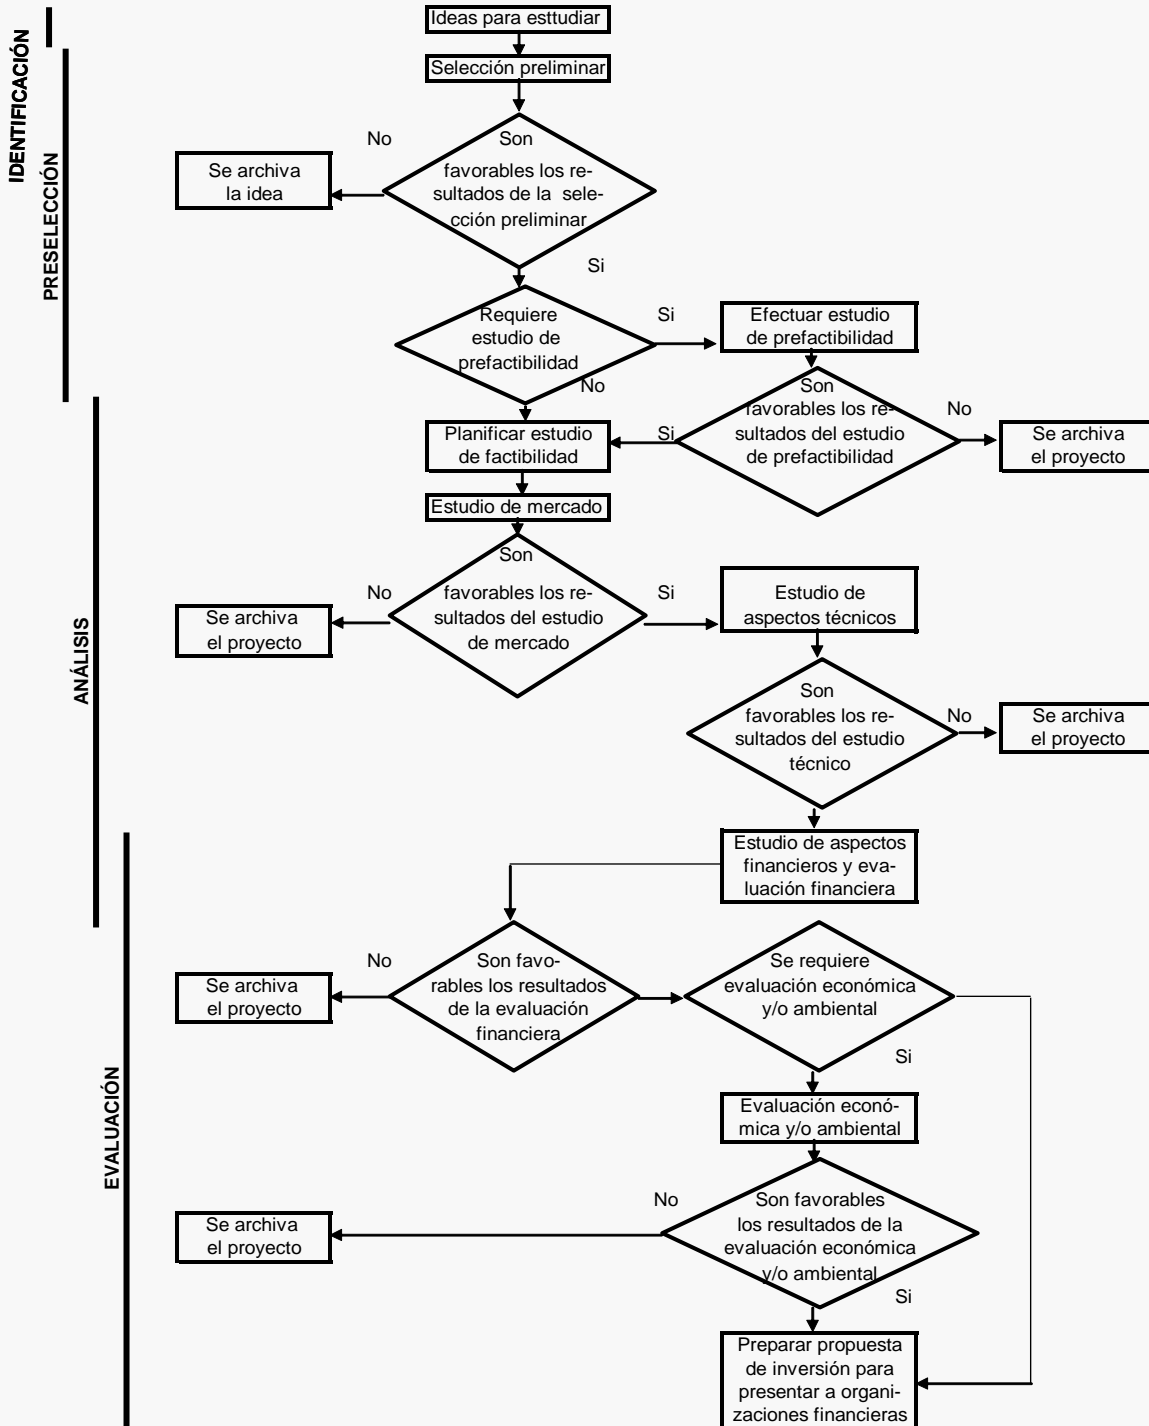 IDENTIFICACIÓN
PRESELECCIÓN
ANÁLISIS
EVALUACIÓN
Ideas para esttudiar
Selección preliminar
No
Son
favorables los re-
sultados de la sele-
cción preliminar
Se archiva
la idea
Si
Requiere
estudio de
prefactibilidad
Si
Efectuar estudio
de prefactibilidad
No
Son
favorables los re-
sultados del estudio
de prefactibilidad
No
Se archiva
el proyecto
Si
Planificar estudio
de factibilidad
Estudio de mercado
Son
favorables los re-
sultados del estudio
de mercado
No
Se archiva
el proyecto
Si
Estudio de
aspectos técnicos
Son
favorables los re-
sultados del estudio
técnico
No
Se archiva
el proyecto
Estudio de aspectos
financieros y eva-
luación financiera
No
Son favo-
rables los resultados
de la evaluación
financiera
Se archiva
el proyecto
Se requiere
evaluación económica
y/o ambiental
Si
Evaluación econó-
mica y/o ambiental
No
Son favorables
los resultados de la
evaluación económica
y/o ambiental
Se archiva
el proyecto
Si
Preparar propuesta
de inversión para
presentar a organi-
zaciones financieras